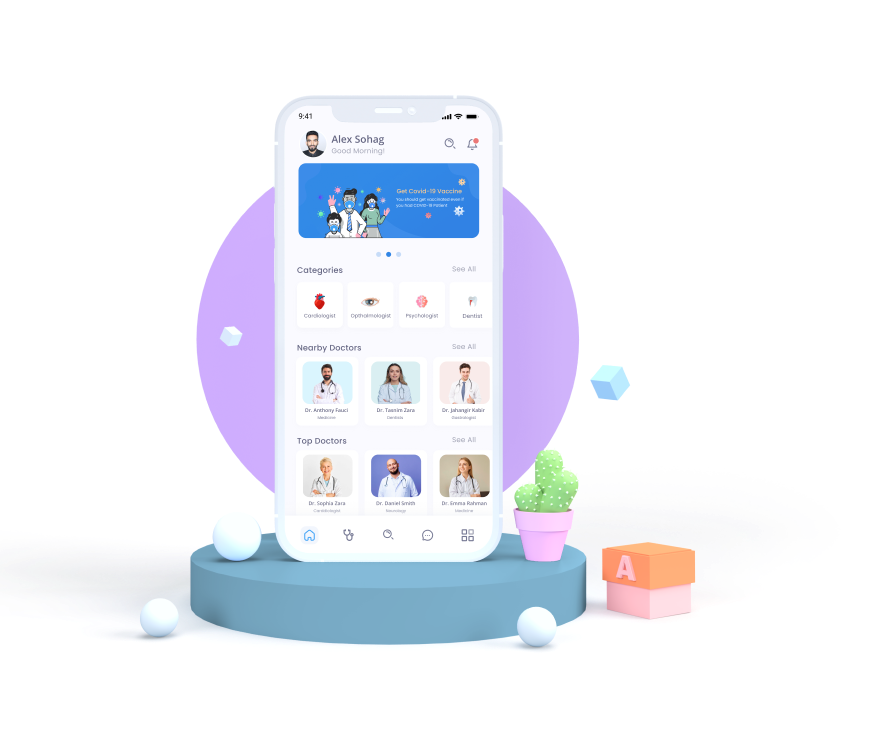 9:41
Alex Sohag
Good Morning!
Get Covid-19 Vaccine
You should get vaccinated even if
you had COVID-19 Patient
Categories
See All
Cardiologist
Opthalmologist
Psychologist
Dentist
Nearby Doctors
See All
Dr. Anthony Fauci
Dr. Tasnim Zara
Dr. Jahangir Kabir
Medicine
Dentists
Top Doctors
See All
Dr. Sophia Zara
Dr. Daniel Smith
Dr. Emma Rahman
Cardiologist
Neurology
Medicine
A